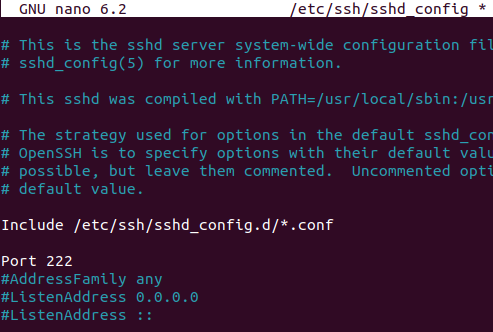 GNU nano 6.2 /etc/ssh/sshd_config *
# This is the sshd server system-wide configuration fil
# sshd_config(5) for more information.
# This sshd was compiled with PATH=/usr/local/sbin:/usr
# The strategy used for options in the default sshd_con
# OpenSSH is to specify options with their default valu
# possible, but leave them commented.  Uncommented opti
# default value.
Include /etc/ssh/sshd_config.d/*.conf
Port 222
#AddressFamily any
#ListenAddress 0.0.0.0
#ListenAddress ::